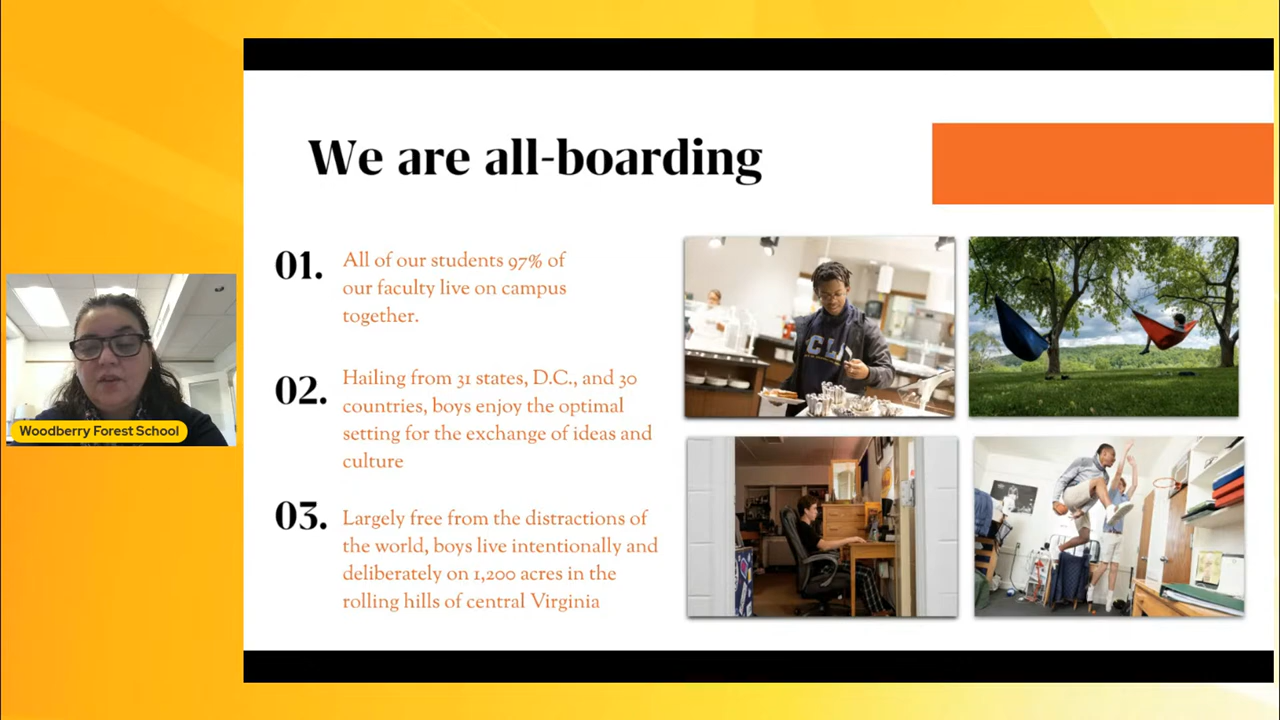 We are all-boarding
01.
All of our students 97% of
our faculty live on campus
together.
02.
Hailing from 31 states, D.C., and 30
countries, boys enjoy the optimal
setting for the exchange of ideas and
culture
03.
Largely free from the distractions of
the world, boys live intentionally and
deliberately on 1,200 acres in the
rolling hills of central Virginia
Woodberry Forest School